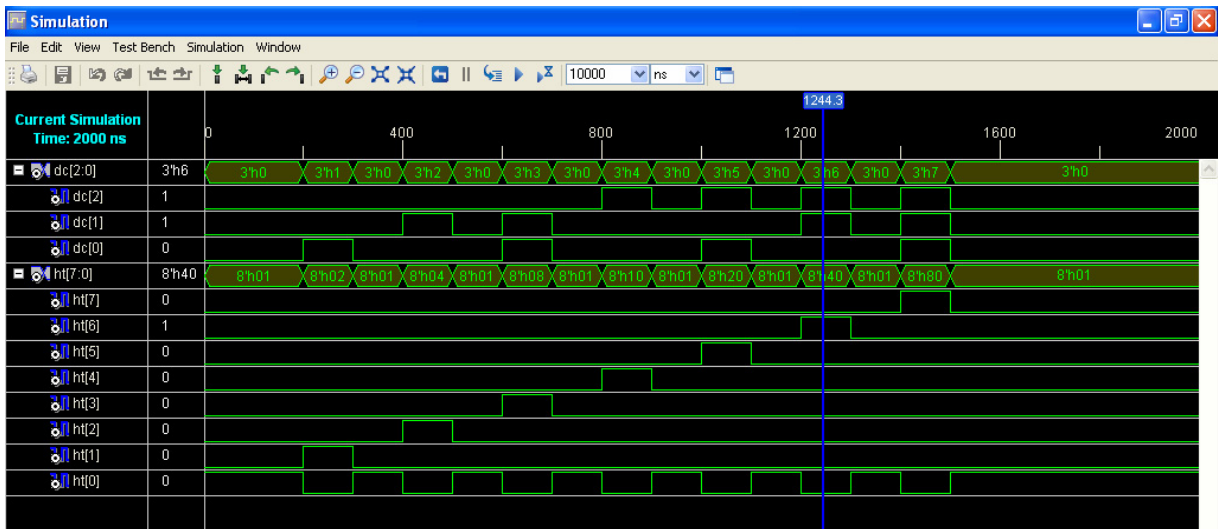 Simulation
File Edit View Test Bench Simulation Window
10000 ns
1244.3
Current Simulation
Time: 2000 ns
0 400 800 1200 1600 2000
dc[2:0] 3'h6 3'h0 3'h1 3'h0 3'h2 3'h0 3'h3 3'h0 3'h4 3'h0 3'h5 3'h0 3'h6 3'h0 3'h7 3'h0
dc[2] 1
dc[1] 1
dc[0] 0
ht[7:0] 8'h40 8'h01 8'h02 8'h01 8'h04 8'h01 8'h08 8'h01 8'h10 8'h01 8'h20 8'h01 8'h40 8'h01 8'h80 8'h01
ht[7] 0
ht[6] 1
ht[5] 0
ht[4] 0
ht[3] 0
ht[2] 0
ht[1] 0
ht[0] 0